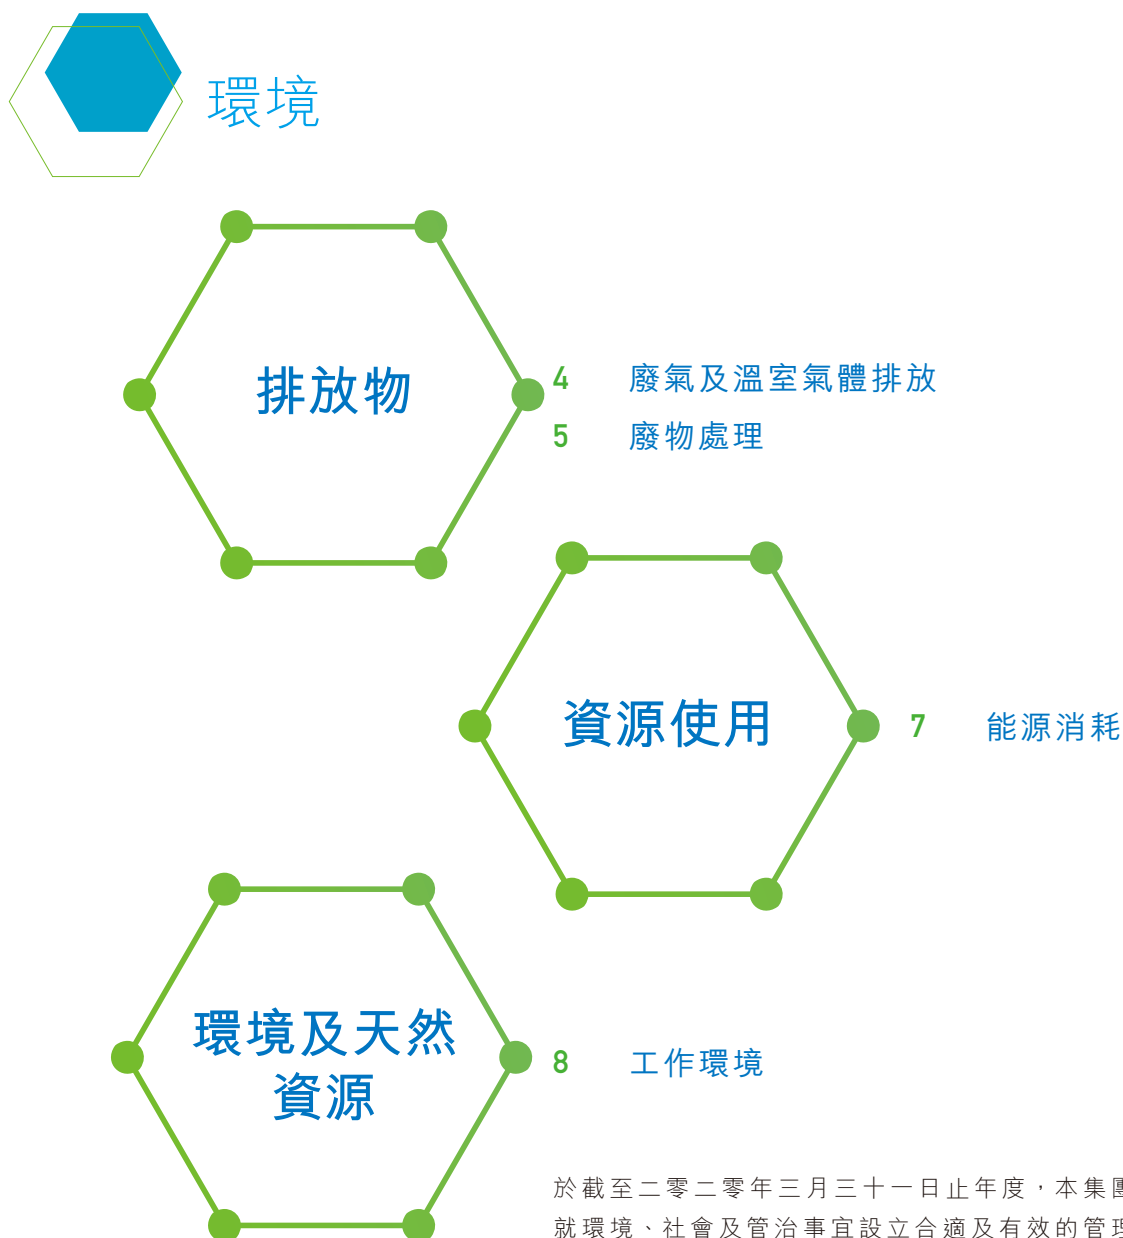 環境
排放物
4 廢氣及溫室氣體排放
5 廢物處理
資源使用
7 能源消耗
環境及天然
資源
8 工作環境
於截至二零二零年三月三十一日止年度，本集團
就環境、社會及管治事宜設立合適及有效的管理